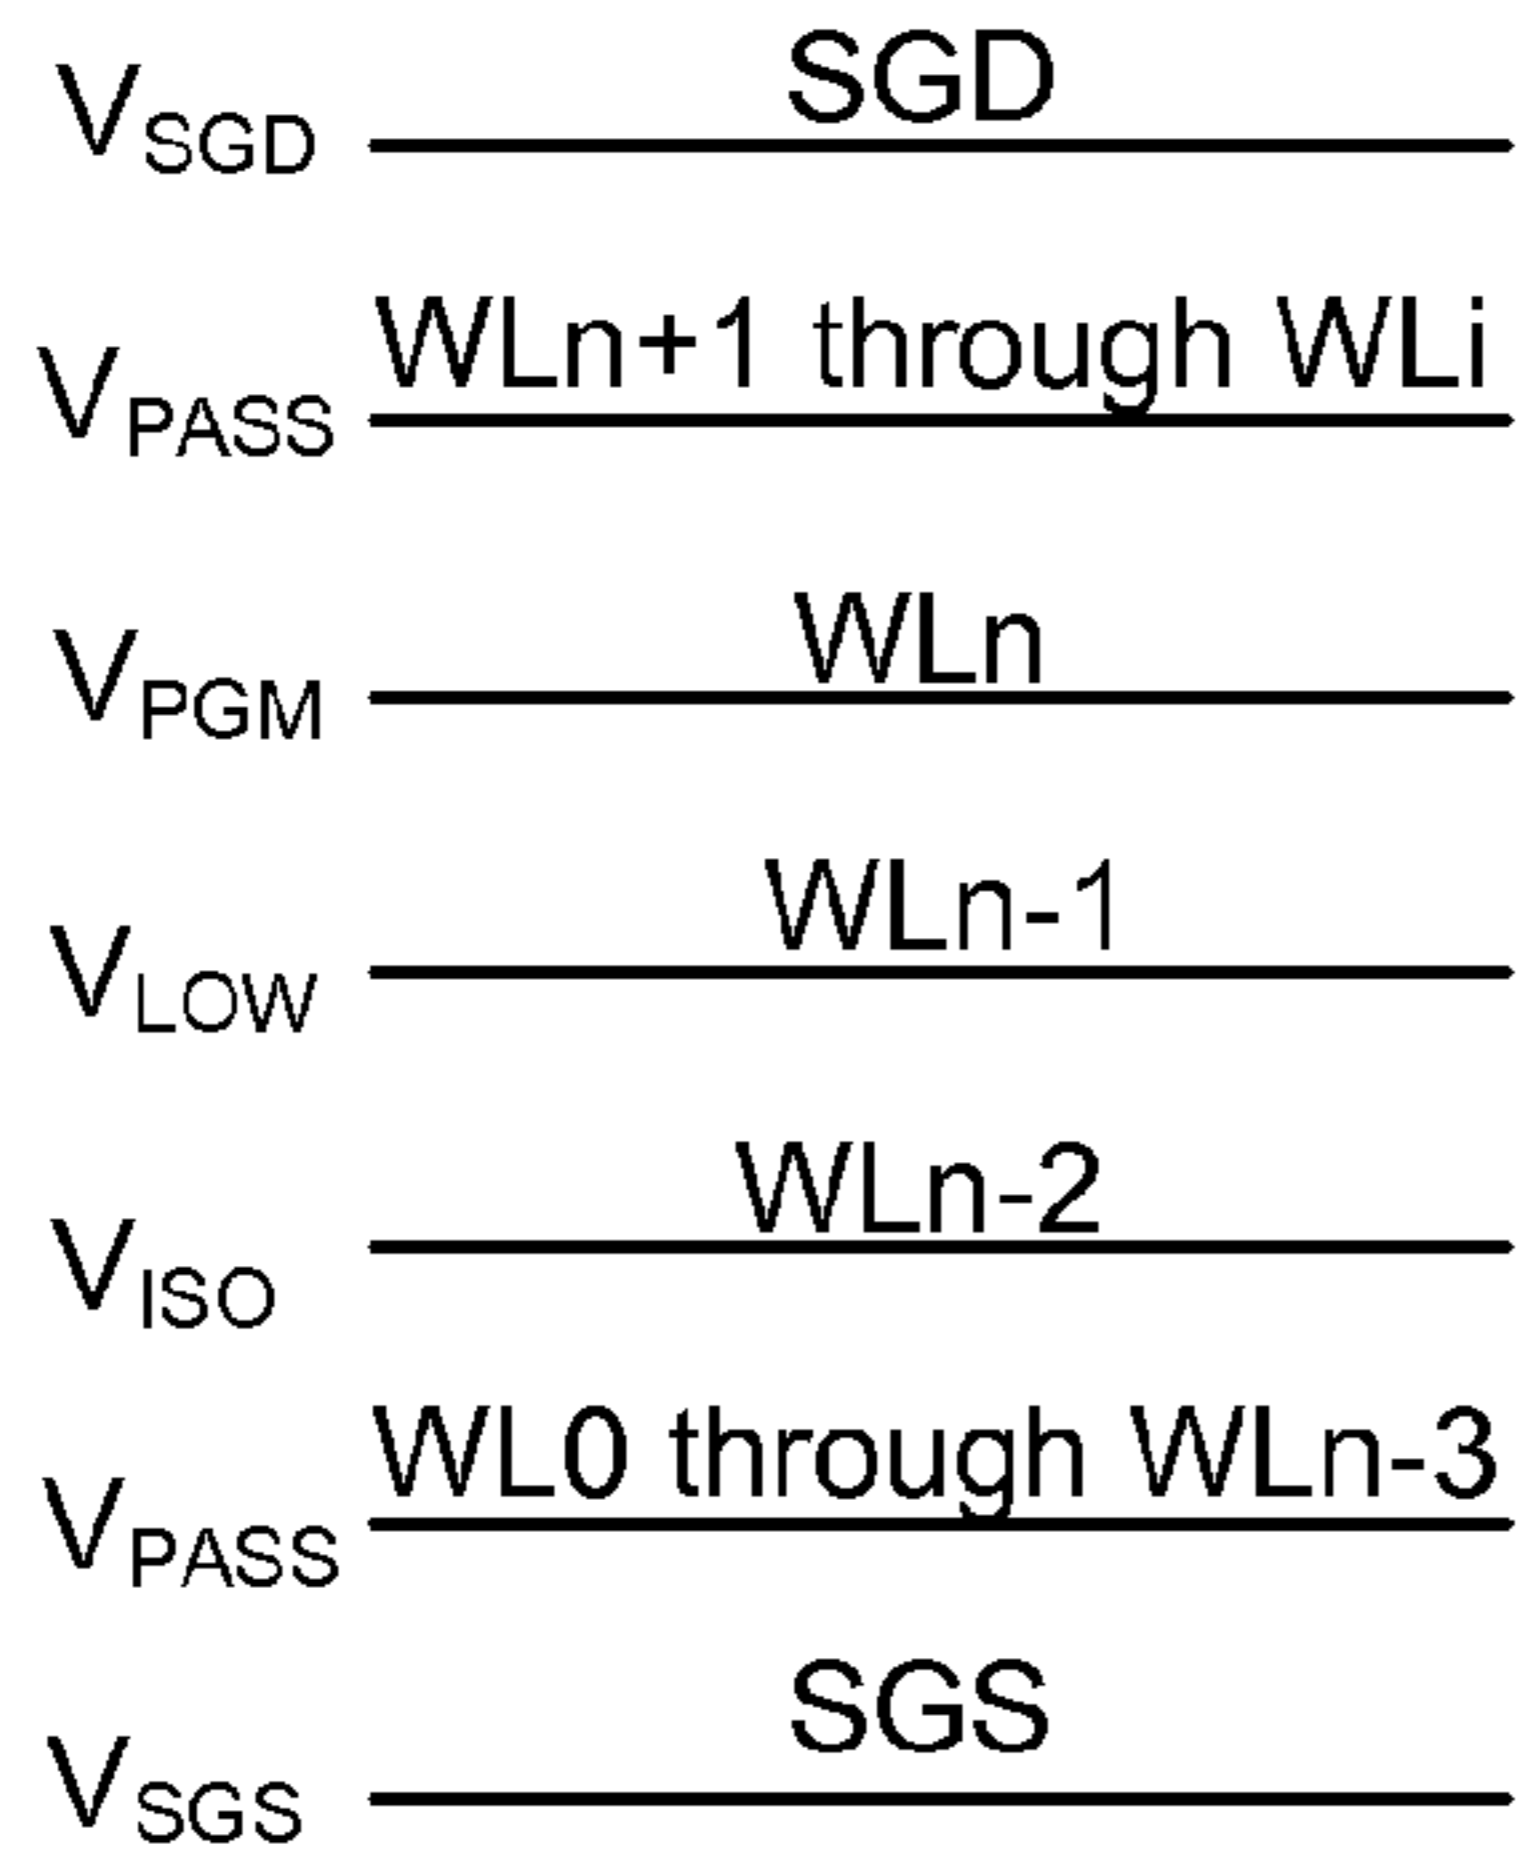 SGD
V_SGD
WLn+1 through WLi
V_PASS
WLn
V_PGM
WLn-1
V_LOW
WLn-2
V_ISO
WL0 through WLn-3
V_PASS
SGS
V_SGS